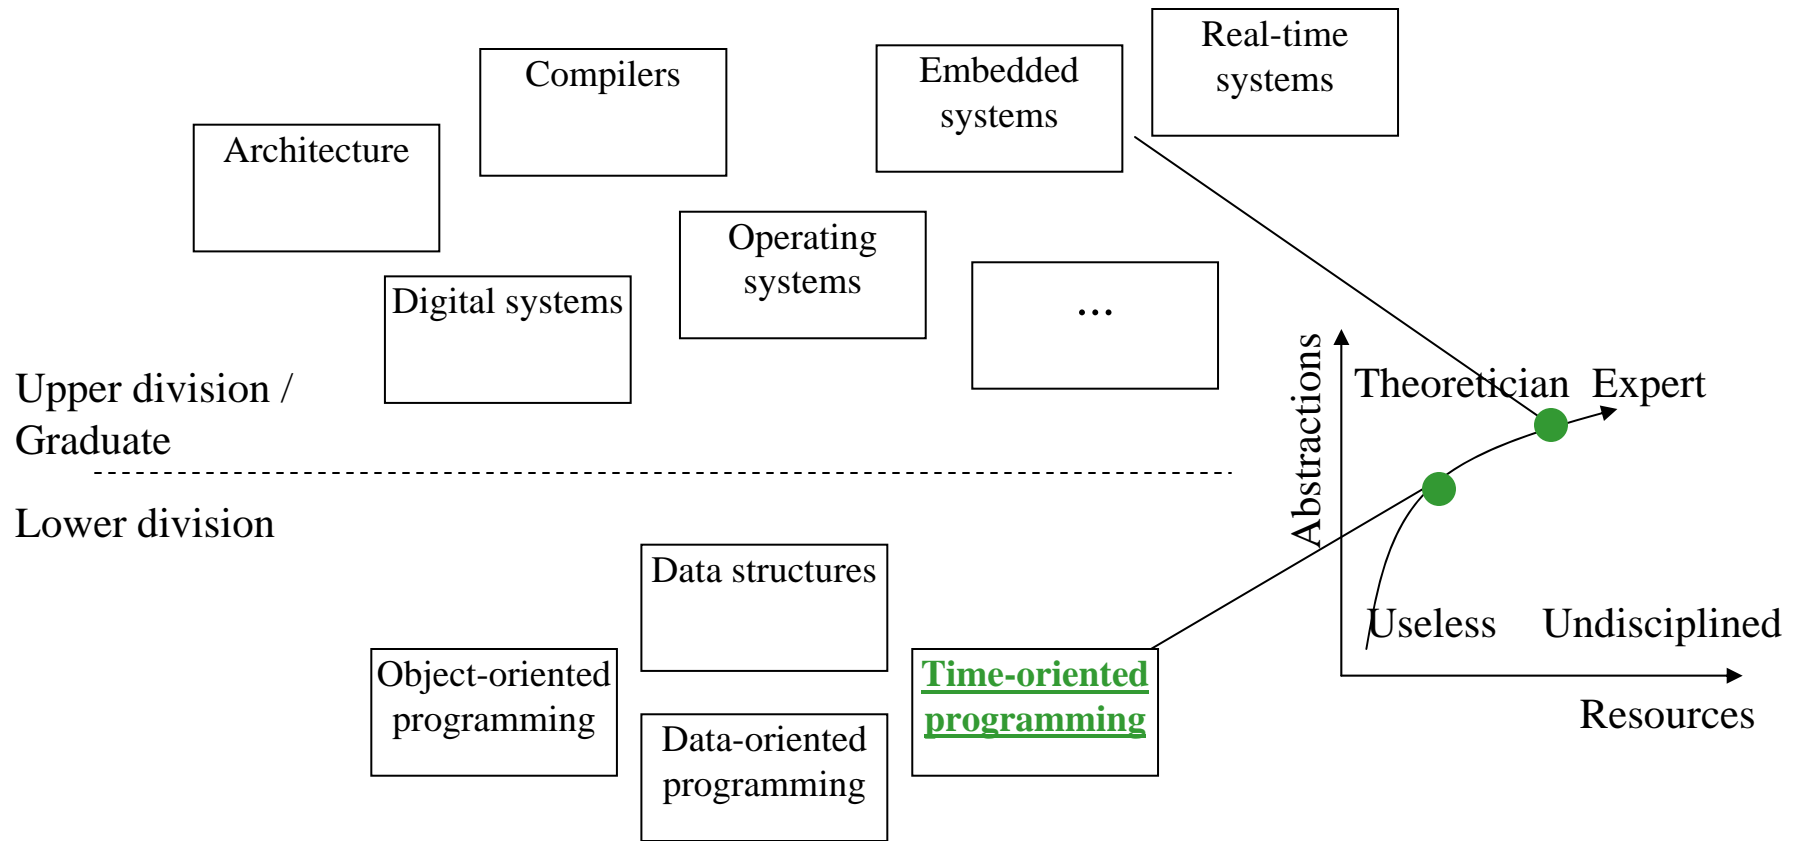 Real-time
systems
Compilers
Embedded
systems
Architecture
Operating
systems
Digital systems
...
Upper division /
Graduate
Abstractions
Theoretician
Expert
Lower division
Data structures
Useless
Undisciplined
Object-oriented
programming
Time-oriented
programming
Resources
Data-oriented
programming